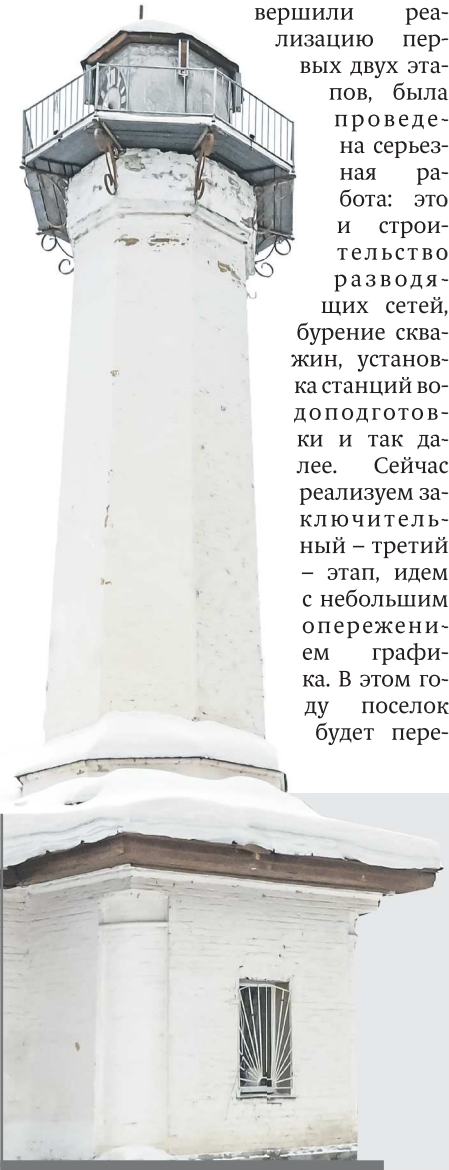 вершили реа-
лизацию пер-
вых двух эта-
пов, была
проведе-
на серьез-
ная ра-
бота: это
и строи-
тельство
разводя-
щих сетей,
бурение сква-
жин, установ-
ка станций во-
доподготов-
ки и так да-
лее. Сейчас
реализуем за-
ключитель-
ный – третий
– этап, идем
с небольшим
опережени-
ем графи-
ка. В этом го-
ду поселок
будет пере-